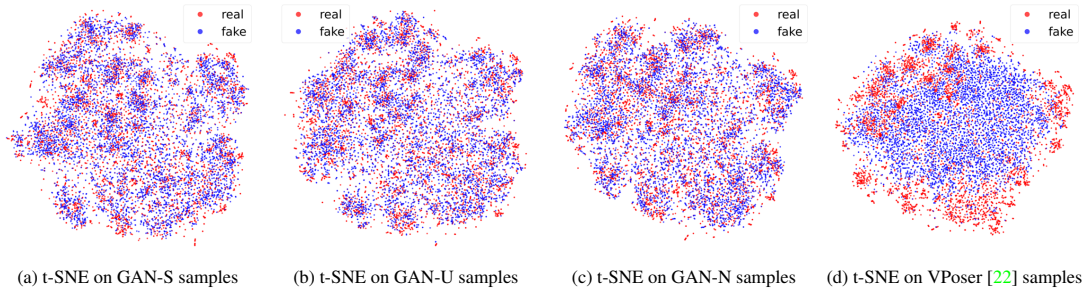 real
fake
real
fake
real
fake
real
fake
(a) t-SNE on GAN-S samples
(b) t-SNE on GAN-U samples
(c) t-SNE on GAN-N samples
(d) t-SNE on VPoser [22] samples